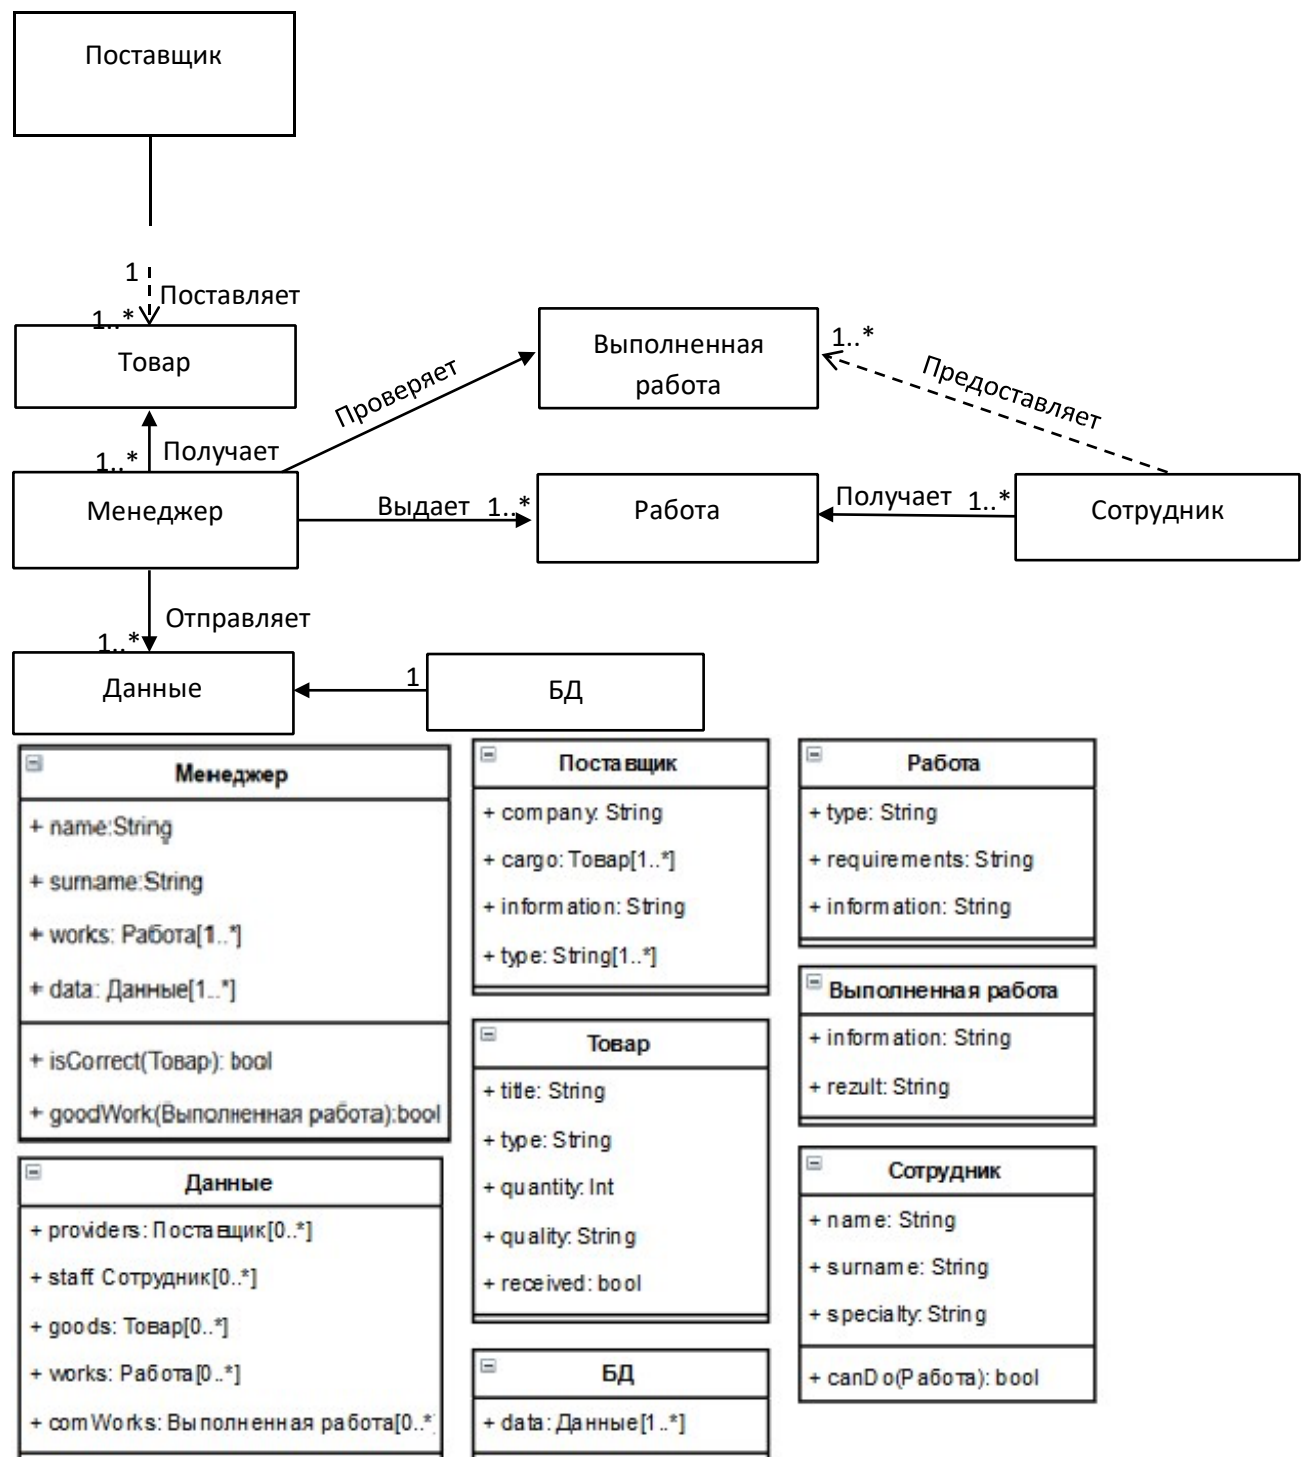 Поставщик
1
Поставляет
1..*
Товар
Выполненная
работа
1..*
Предоставляет
Проверяет
Получает
1..*
Менеджер
Выдает 1..*
Работа
Получает 1..*
Сотрудник
Отправляет
1..*
Данные
1
БД
Менеджер
+ name:String
+ surname:String
+ works: Работа[1..*]
+ data: Данные[1..*]
+ isCorrect(Товар): bool
+ goodWork(Выполненная работа):bool
Данные
+ providers: Поставщик[0..*]
+ staff Сотрудник[0..*]
+ goods: Товар[0..*]
+ works: Работа[0..*]
+ comWorks: Выполненная работа[0..*
Поставщик
+ company: String
+ cargo: Товар[1..*]
+ information: String
+ type: String[1..*]
Товар
+ title: String
+ type: String
+ quantity: Int
+ quality: String
+ received: bool
БД
+ data: Данные[1..*]
Работа
+ type: String
+ requirements: String
+ information: String
Выполненная работа
+ information: String
+ rezult: String
Сотрудник
+ name: String
+ surname: String
+ specialty: String
+ canDo(Работа): bool